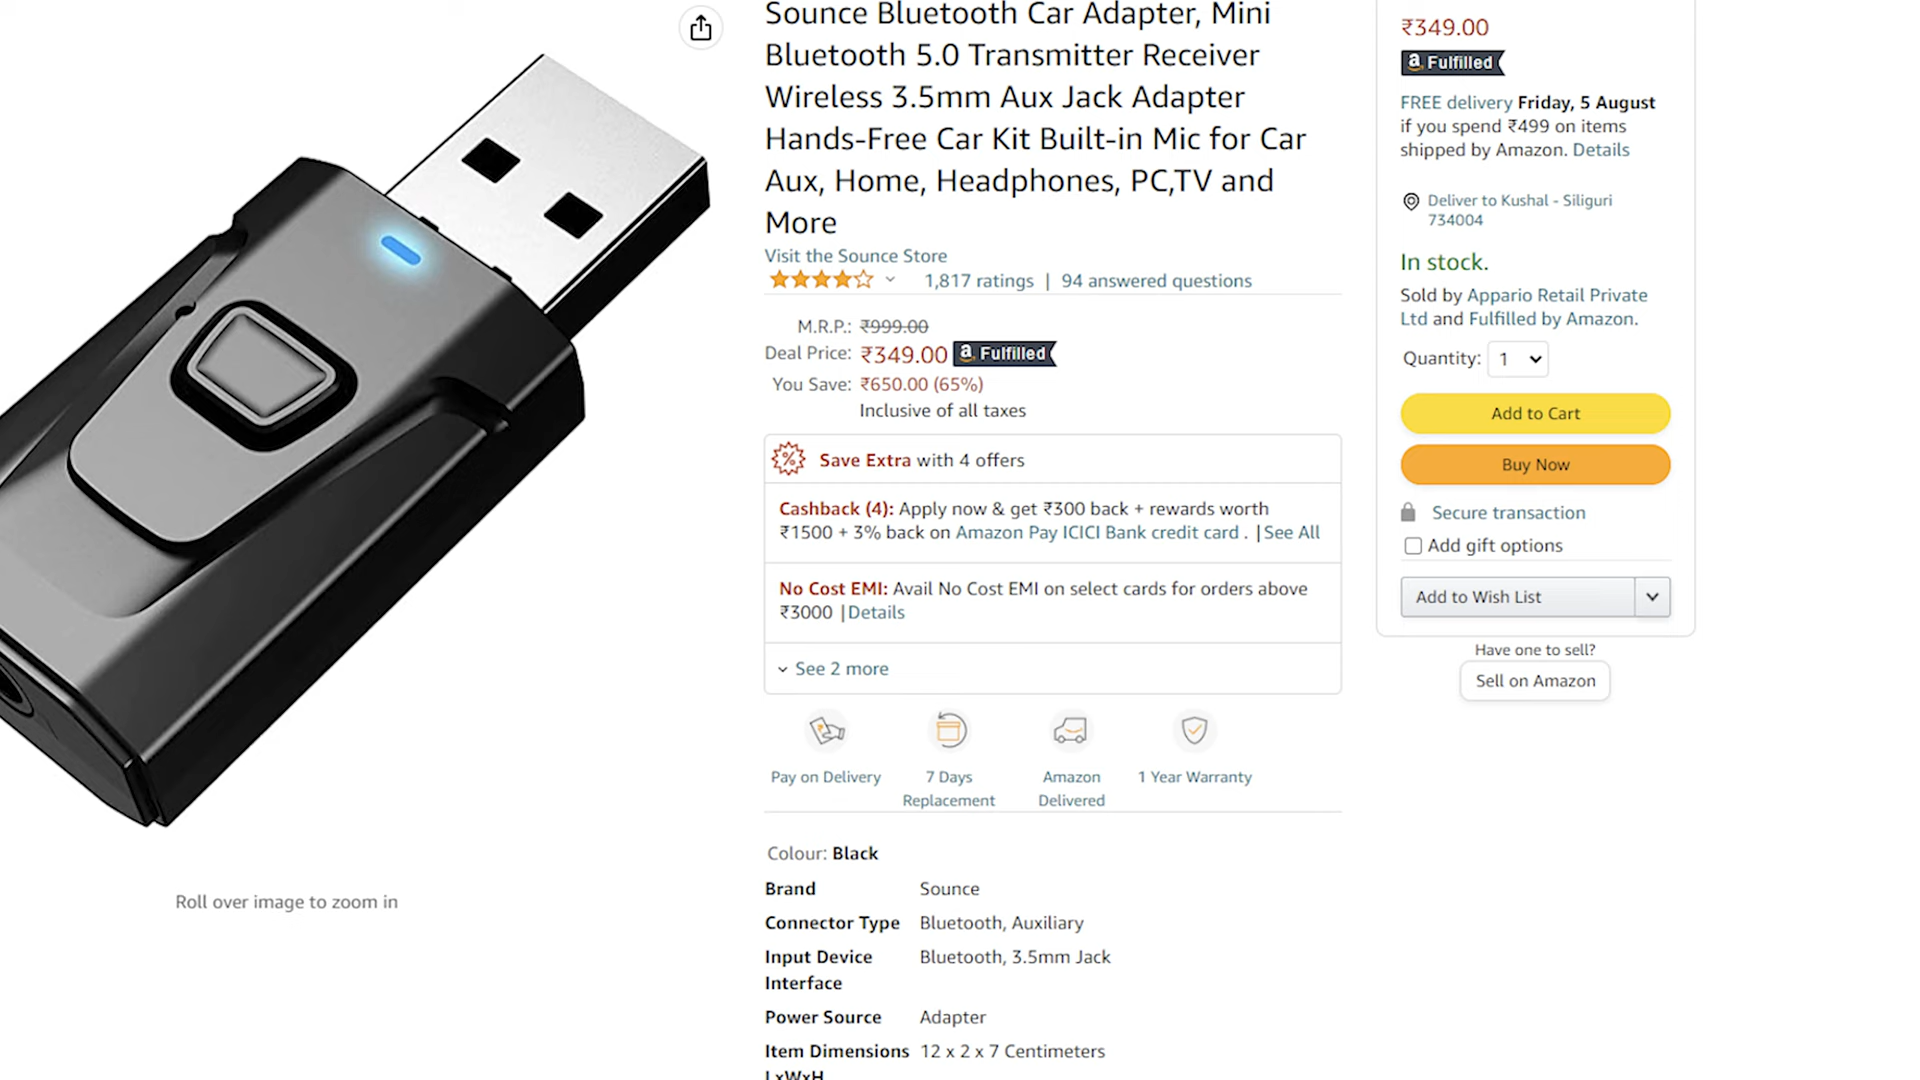 Sounce Bluetooth Car Adapter, Mini
Bluetooth 5.0 Transmitter Receiver
Wireless 3.5mm Aux Jack Adapter
Hands-Free Car Kit Built-in Mic for Car
Aux, Home, Headphones, PC,TV and
More
Visit the Sounce Store
1,817 ratings | 94 answered questions
M.R.P.: ₹999.00
Deal Price: ₹349.00 a Fulfilled
You Save: ₹650.00 (65%)
Inclusive of all taxes
Save Extra with 4 offers
Cashback (4): Apply now & get ₹300 back + rewards worth
₹1500 + 3% back on Amazon Pay ICICI Bank credit card . | See All
No Cost EMI: Avail No Cost EMI on select cards for orders above
₹3000 | Details
See 2 more
Pay on Delivery
7 Days
Replacement
Amazon
Delivered
1 Year Warranty
Colour: Black
Brand Sounce
Connector Type Bluetooth, Auxiliary
Input Device Bluetooth, 3.5mm Jack
Interface
Power Source Adapter
Item Dimensions 12 x 2 x 7 Centimeters
LxWxH
Roll over image to zoom in
₹349.00
a Fulfilled
FREE delivery Friday, 5 August
if you spend ₹499 on items
shipped by Amazon. Details
Deliver to Kushal - Siliguri
734004
In stock.
Sold by Appario Retail Private
Ltd and Fulfilled by Amazon.
Quantity: 1
Add to Cart
Buy Now
Secure transaction
Add gift options
Add to Wish List
Have one to sell?
Sell on Amazon